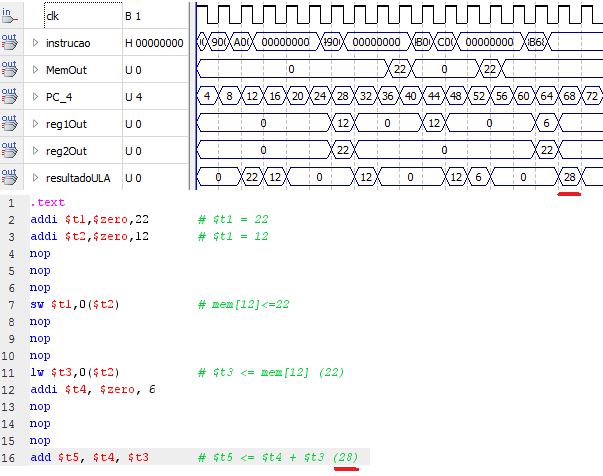 in clk B 1
out instrucao H 00000000 900 A00 00000000 00000000 B00 C00 00000000
out MemOut U 0 0 22 0 22
out PC_4 U 4 4 8 12 16 20 24 28 32 36 40 44 48 52 56 60 64 68 72
out reg1Out U 0 0 12 0 12 0 6
out reg2Out U 0 0 22 0 22
out resultadoULA U 0 0 22 12 0 12 0 12 6 0 28
1 .text
2 addi $t1,$zero,22 # $t1 = 22
3 addi $t2,$zero,12 # $t1 = 12
4 nop
5 nop
6 nop
7 sw $t1,0($t2) # mem[12]<=22
8 nop
9 nop
10 nop
11 lw $t3,0($t2) # $t3 <= mem[12] (22)
12 addi $t4, $zero, 6
13 nop
14 nop
15 nop
16 add $t5, $t4, $t3 # $t5 <= $t4 + $t3 (28)